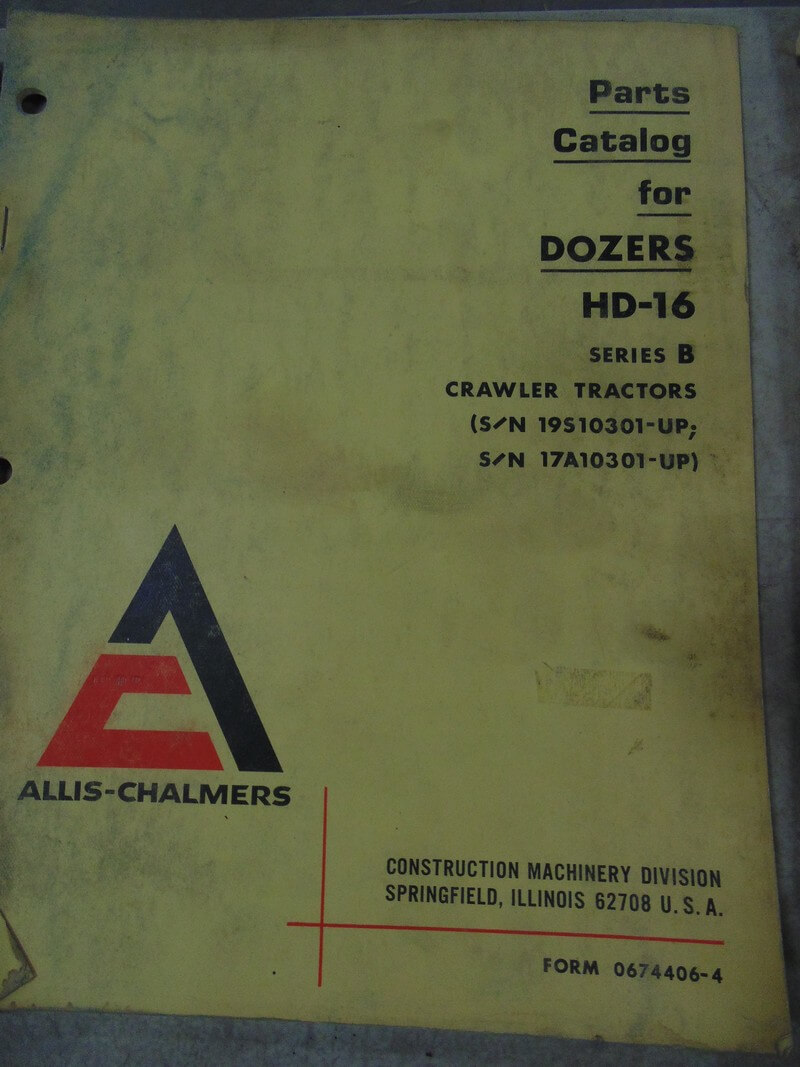 Parts
Catalog
for
DOZERS
HD-16
SERIES B
CRAWLER TRACTORS
(S/N 19S10301-UP;
S/N 17A10301-UP)
ALLIS-CHALMERS
CONSTRUCTION MACHINERY DIVISION
SPRINGFIELD, ILLINOIS 62708 U. S. A.
FORM 0674406-4